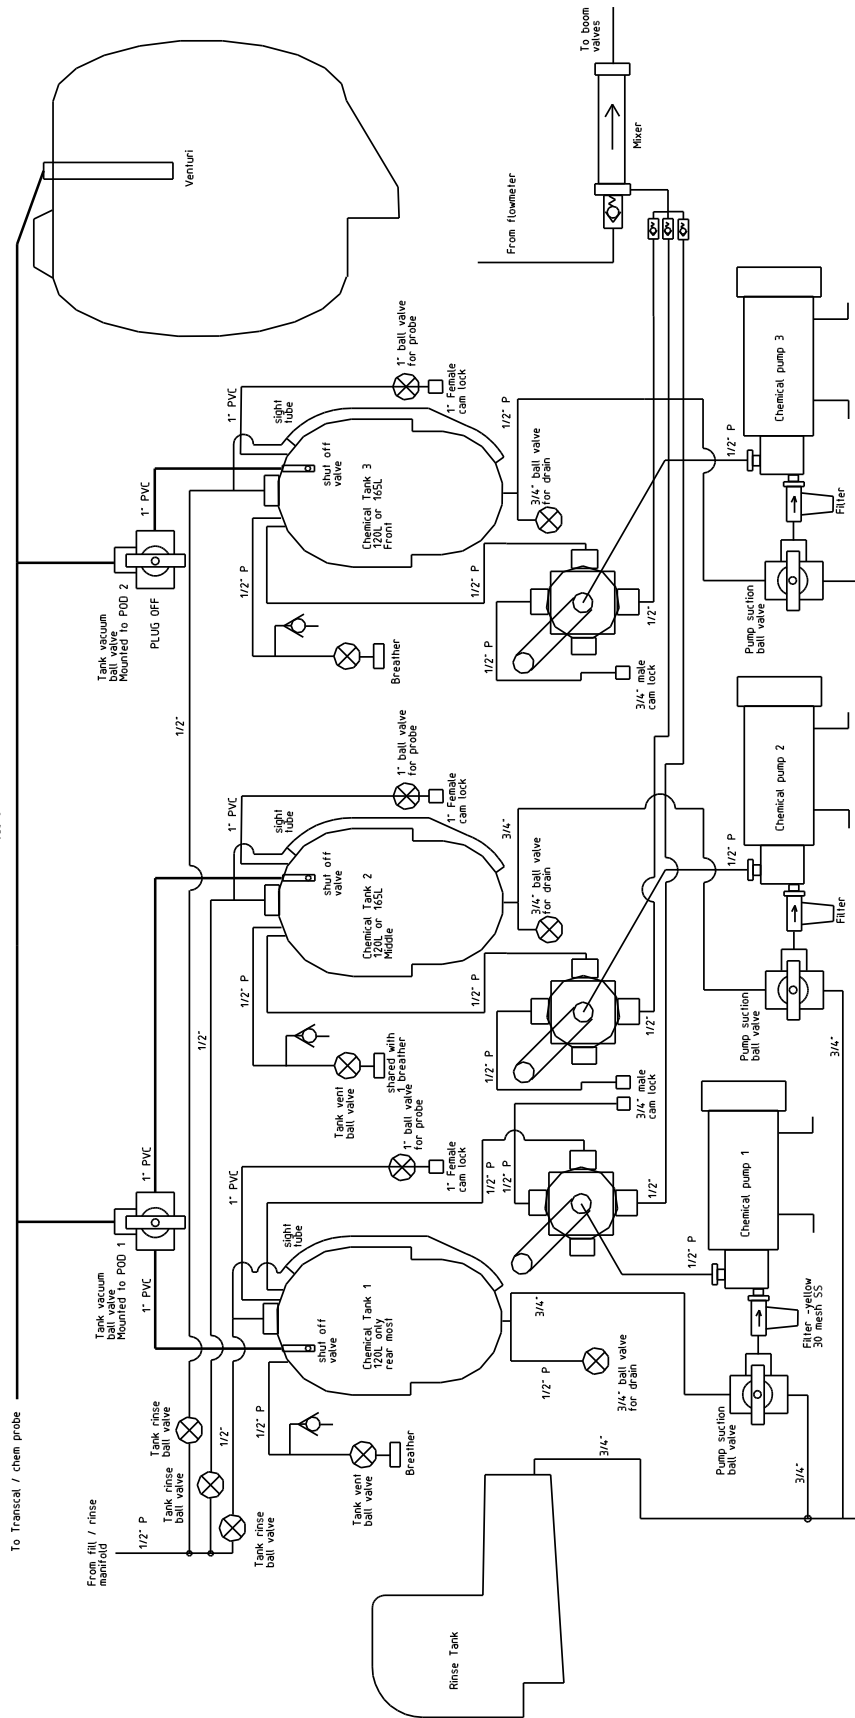 To Transcal / chem probe
From fill / rinse
manifold
1/2" P
Tank vacuum
ball valve
Mounted to POD 1
1" PVC
1" PVC
Tank vacuum
ball valve
Mounted to POD 2
PLUG OFF
1" PVC
Venturi
Tank rinse
ball valve
Tank rinse
ball valve
Tank rinse
ball valve
1/2"
1/2"
1/2"
1/2" P
1" PVC
sight
tube
shut off
valve
Chemical Tank 1
120L only
rear most
Tank vent
ball valve
Breather
1" ball valve
for probe
1" Female
cam lock
1/2" P
1" PVC
sight
tube
shut off
valve
Chemical Tank 2
120L or 165L
Middle
Tank vent
ball valve
shared with
1 breather
1" ball valve
for probe
1" Female
cam lock
1/2" P
1" PVC
sight
tube
shut off
valve
Chemical Tank 3
120L or 165L
Front
Breather
1" ball valve
for probe
1" Female
cam lock
Rinse Tank
3/4"
1/2" P
3/4"
3/4" ball valve
for drain
1/2" P
1/2" P
1/2"
1/2" P
1/2" P
3/4"
3/4" ball valve
for drain
3/4" male
cam lock
1/2"
1/2" P
1/2" P
1/2" P
3/4" ball valve
for drain
3/4" male
cam lock
1/2"
From flowmeter
Mixer
To boom
valves
Pump suction
ball valve
3/4"
1/2" P
Chemical pump 1
Filter -yellow
30 mesh SS
Pump suction
ball valve
3/4"
1/2" P
Chemical pump 2
Filter
Pump suction
ball valve
1/2" P
Chemical pump 3
Filter